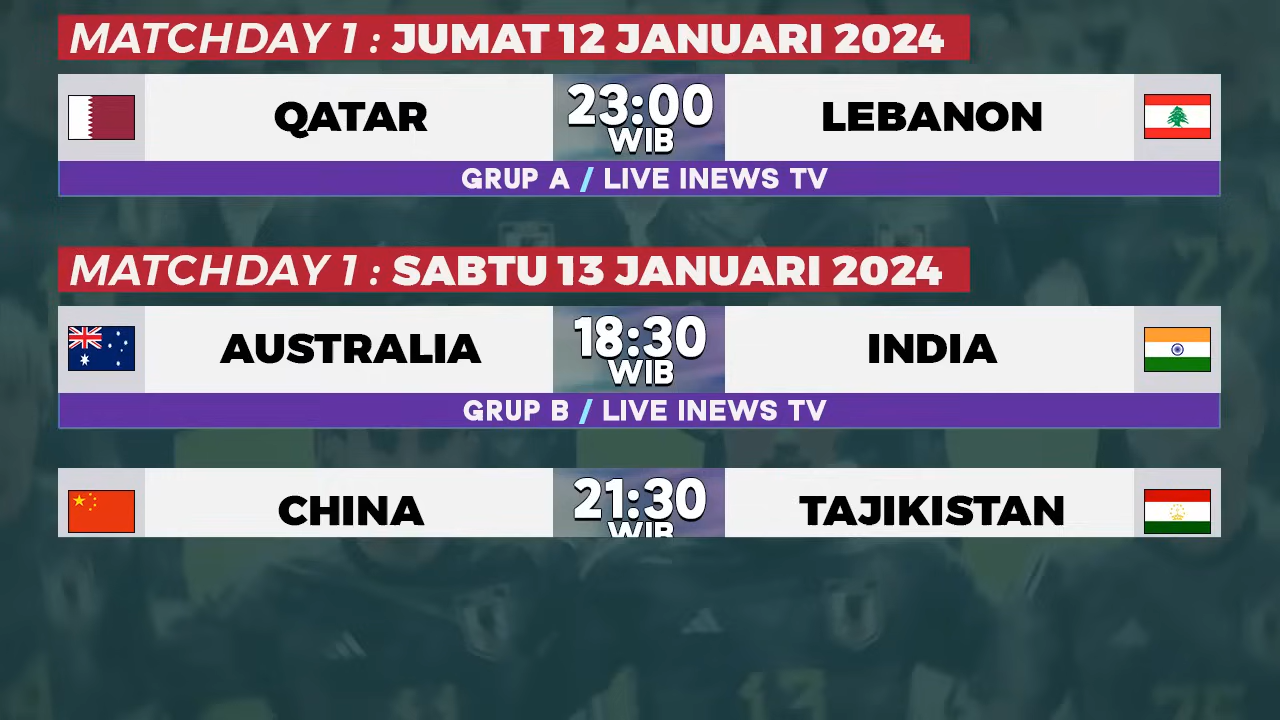 MATCHDAY 1 : JUMAT 12 JANUARI 2024
QATAR
23:00
WIB
LEBANON
GRUP A / LIVE INEWS TV
MATCHDAY 1 : SABTU 13 JANUARI 2024
AUSTRALIA
18:30
WIB
INDIA
GRUP B / LIVE INEWS TV
CHINA
21:30
WIB
TAJIKISTAN